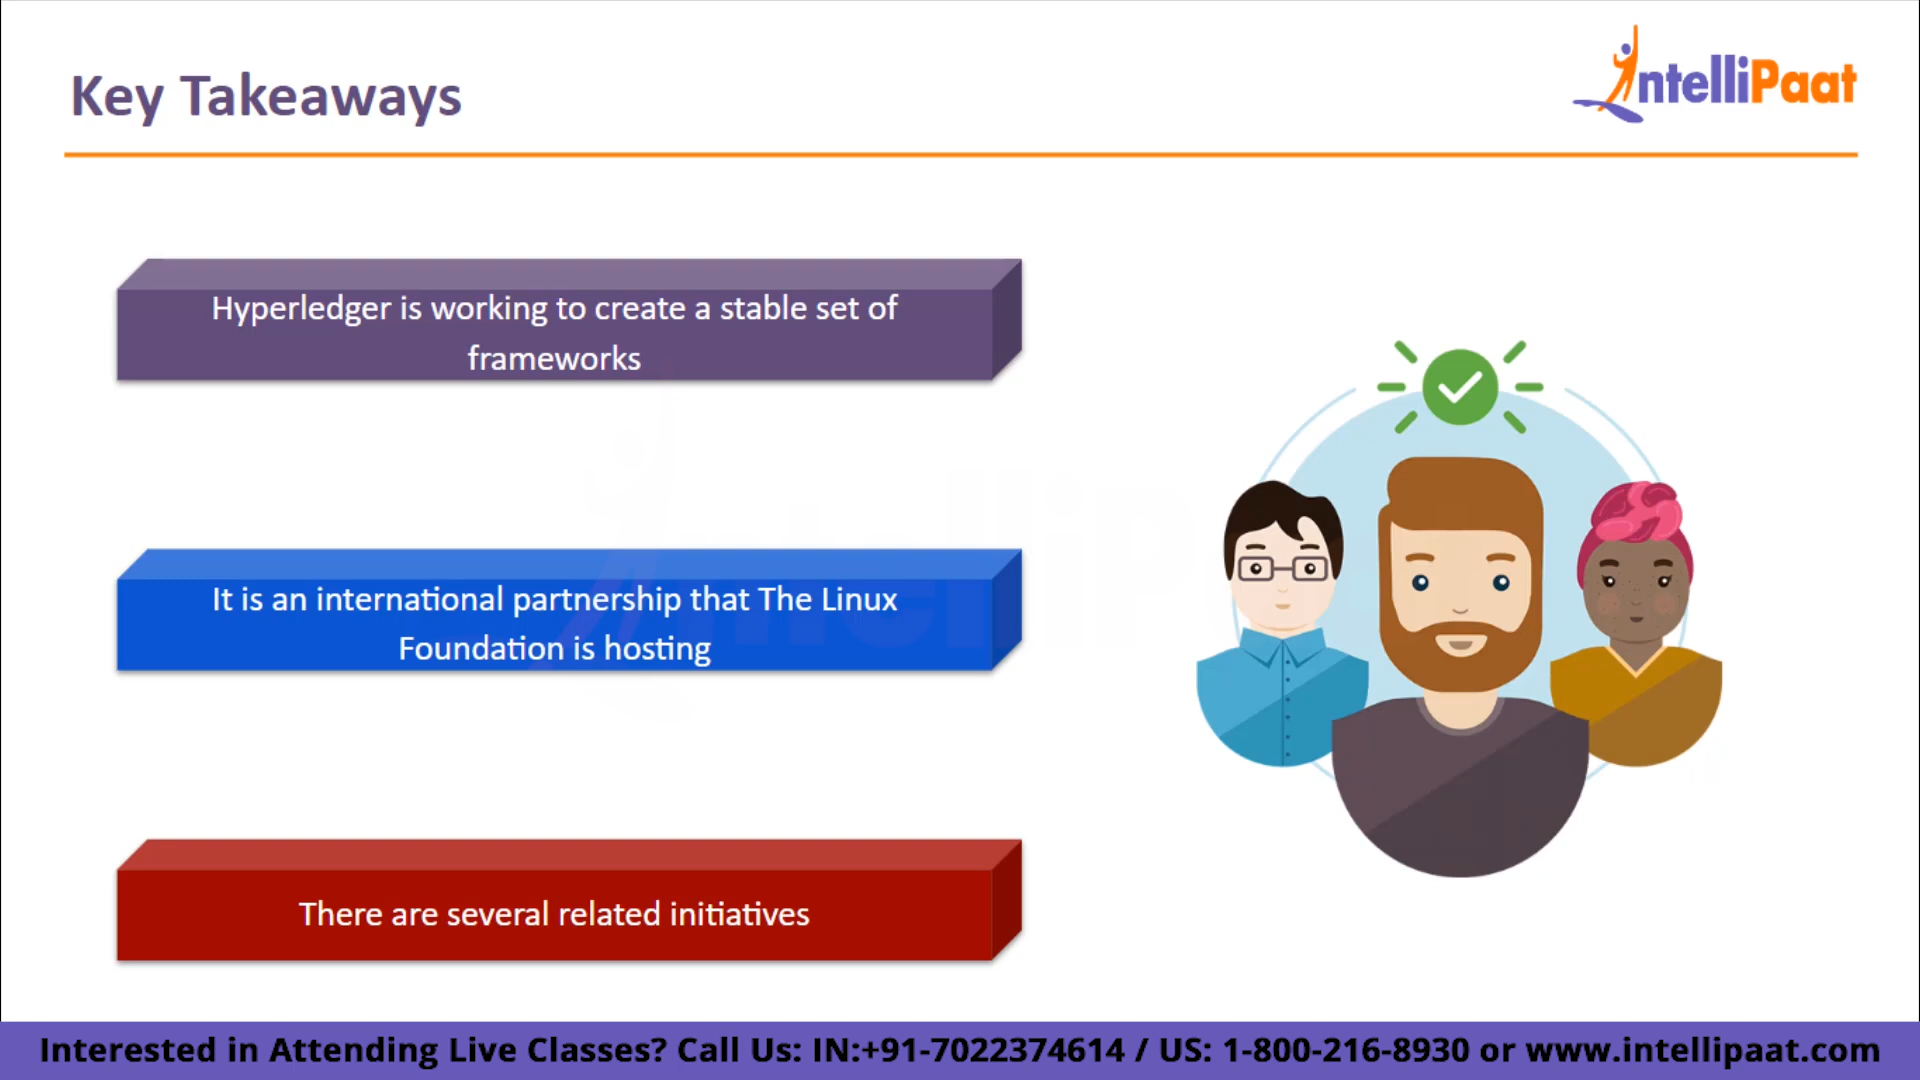 Key Takeaways
IntelliPaat
Hyperledger is working to create a stable set of
frameworks
It is an international partnership that The Linux
Foundation is hosting
There are several related initiatives
Interested in Attending Live Classes? Call Us: IN:+91-7022374614 / US: 1-800-216-8930 or www.intellipaat.com